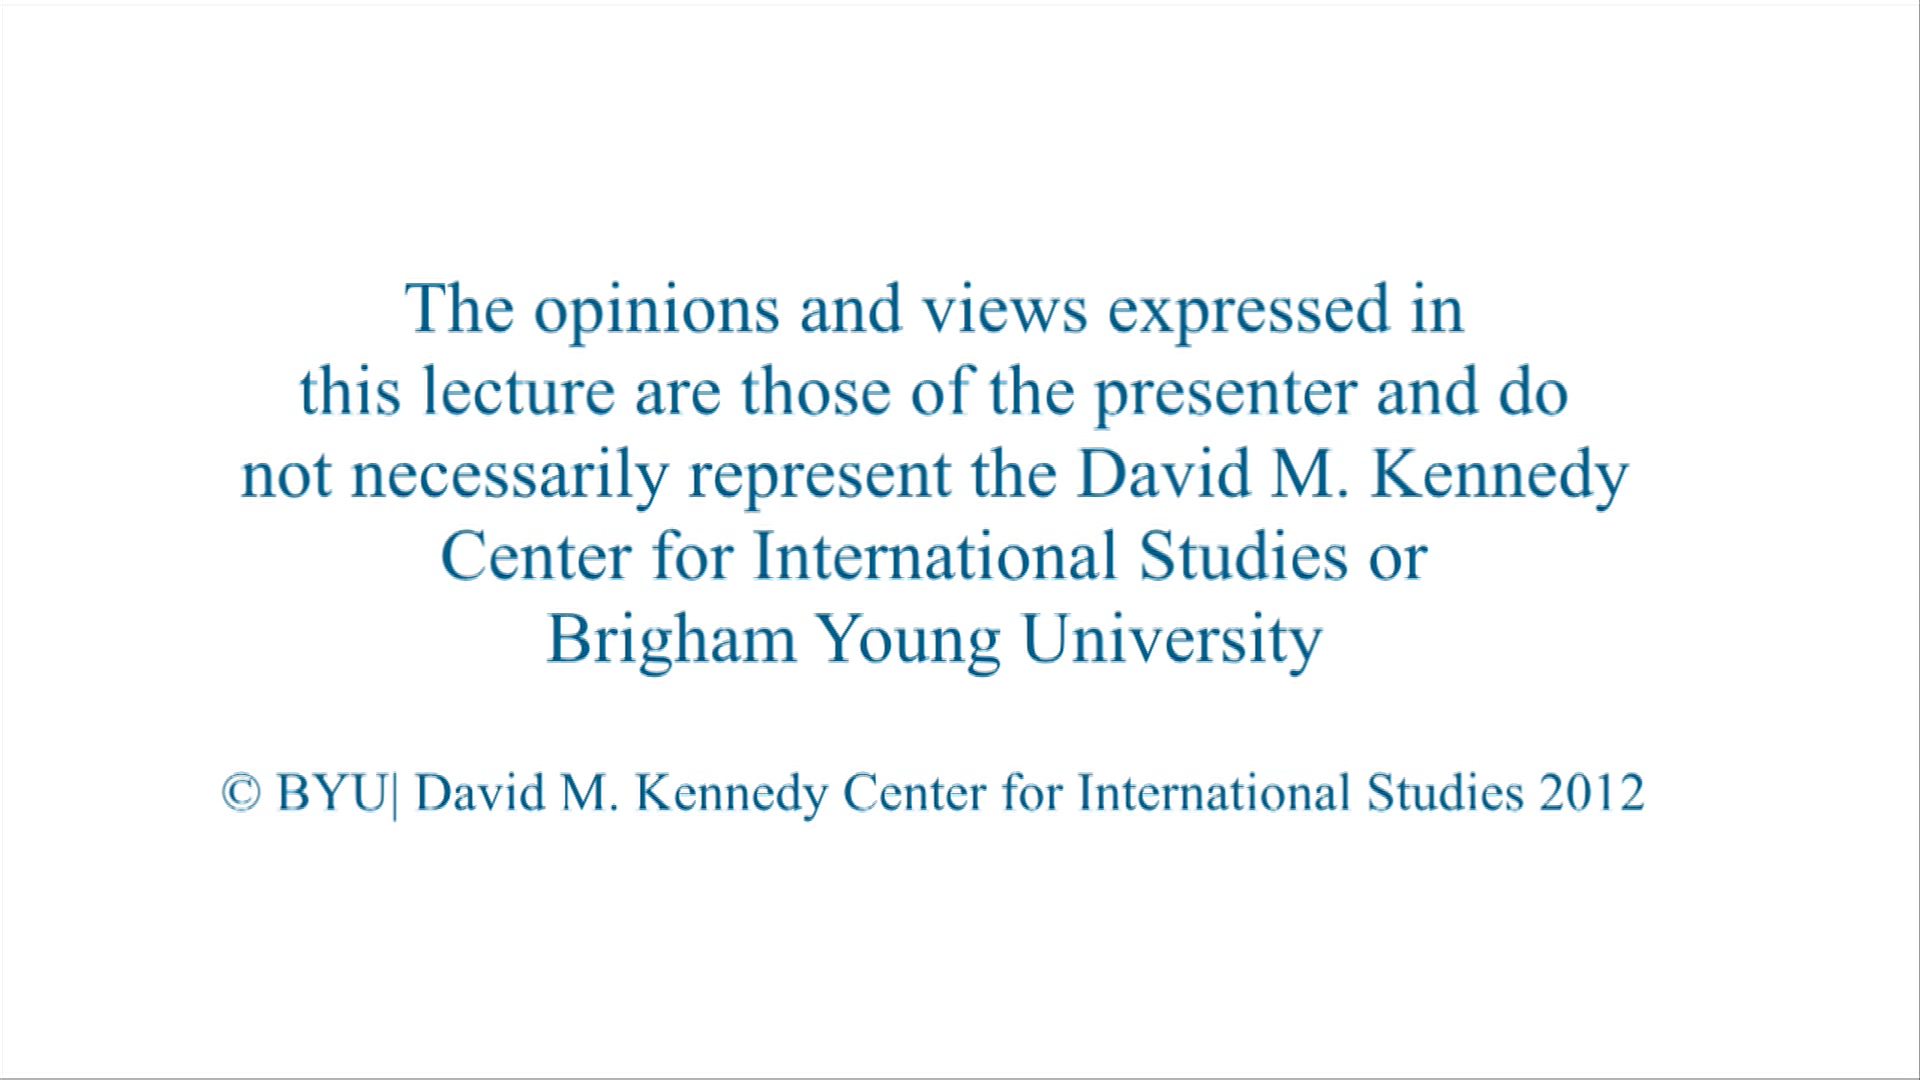 The opinions and views expressed in
this lecture are those of the presenter and do
not necessarily represent the David M. Kennedy
Center for International Studies or
Brigham Young University
© BYU| David M. Kennedy Center for International Studies 2012